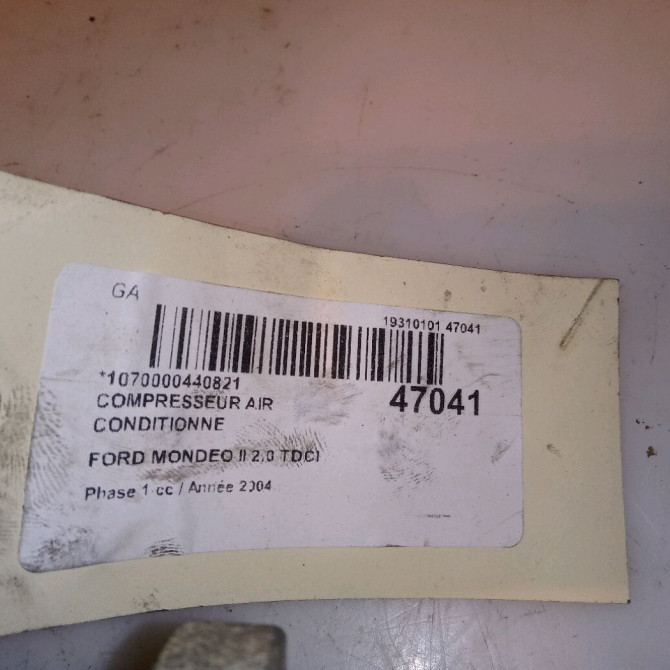 GA
19310101 47041
*1070000440821
47041
COMPRESSEUR AIR
CONDITIONNE
FORD MONDEO II 2,0 TDCI
Phase 1 cc / Année 2004